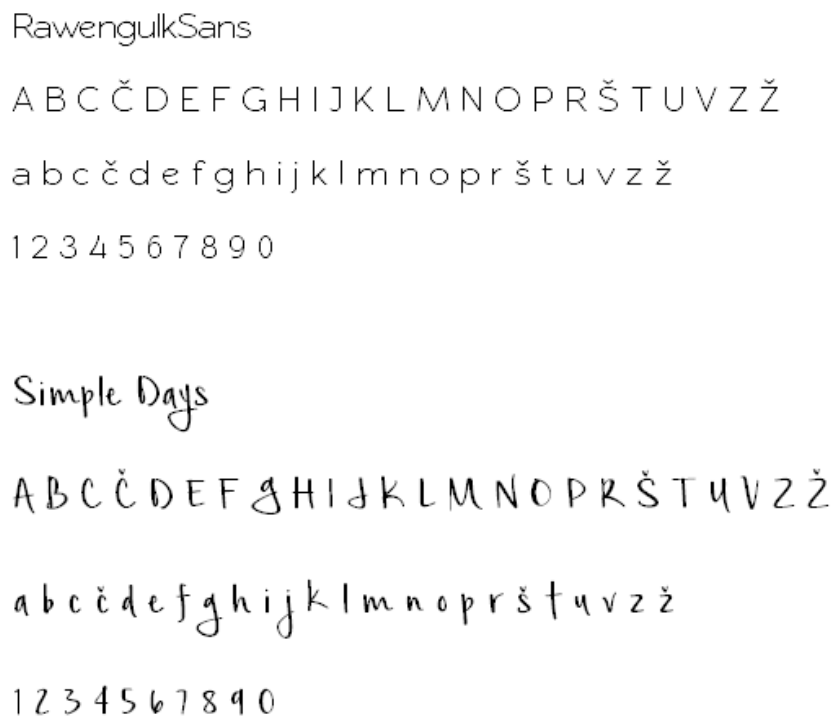 RawengulkSans
A B C Č D E F G H I J K L M N O P R Š T U V Z Ž
a b c č d e f g h i j k l m n o p r š t u v z ž
1 2 3 4 5 6 7 8 9 0
Simple Days
A B C Č D E F G H I J K L M N O P R Š T U V Z Ž
a b c č d e f g h i j k l m n o p r š t u v z ž
1 2 3 4 5 6 7 8 9 0